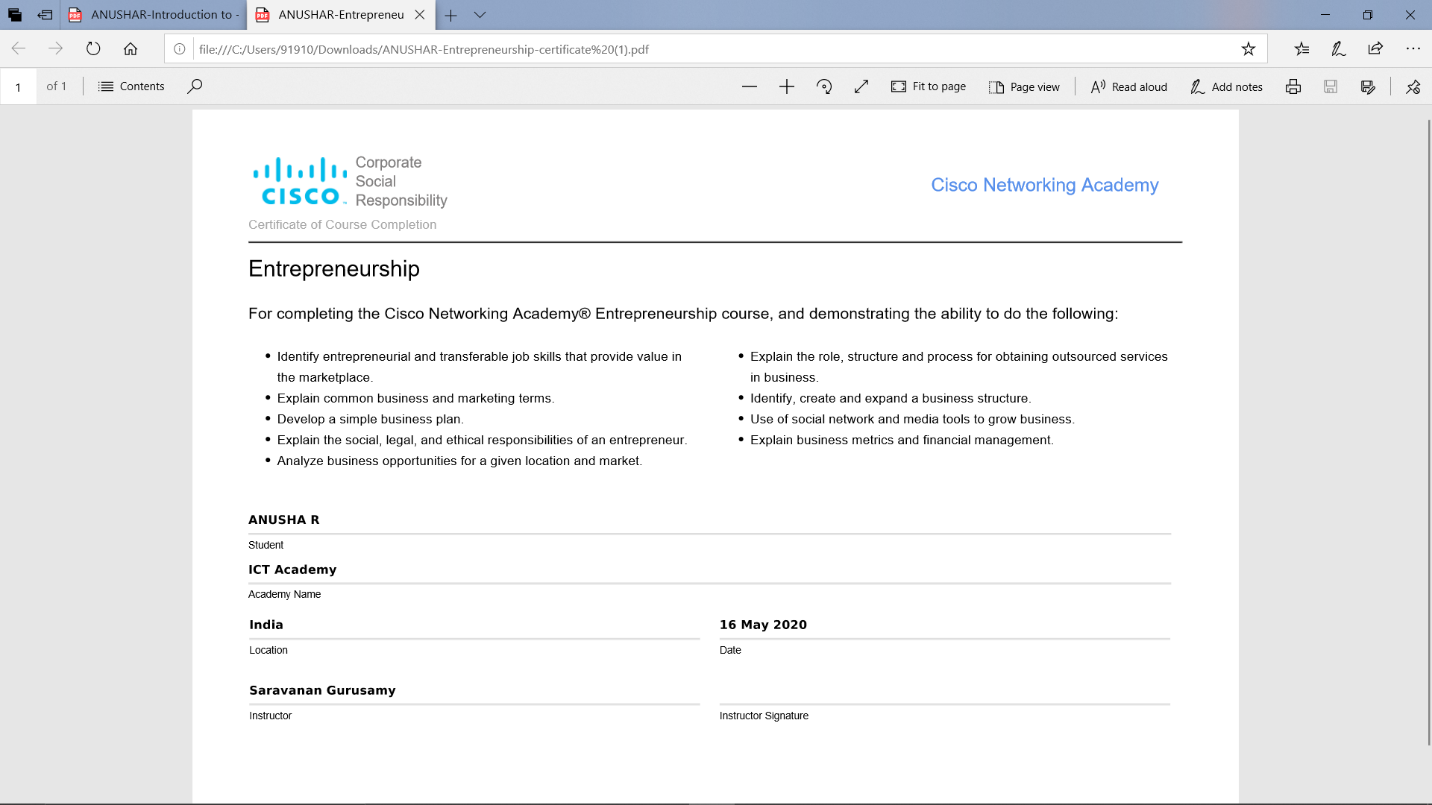 ANUSHAR-Introduction to -
ANUSHAR-Entrepreneu
file:///C:/Users/91910/Downloads/ANUSHAR-Entrepreneurship-certificate%20(1).pdf
1 of 1 Contents Fit to page Page view Read aloud Add notes
CISCO Corporate
Social
Responsibility
Cisco Networking Academy
Certificate of Course Completion
Entrepreneurship
For completing the Cisco Networking Academy® Entrepreneurship course, and demonstrating the ability to do the following:
• Identify entrepreneurial and transferable job skills that provide value in
the marketplace.
• Explain common business and marketing terms.
• Develop a simple business plan.
• Explain the social, legal, and ethical responsibilities of an entrepreneur.
• Analyze business opportunities for a given location and market.
• Explain the role, structure and process for obtaining outsourced services
in business.
• Identify, create and expand a business structure.
• Use of social network and media tools to grow business.
• Explain business metrics and financial management.
ANUSHA R
Student
ICT Academy
Academy Name
India
Location
16 May 2020
Date
Saravanan Gurusamy
Instructor
Instructor Signature